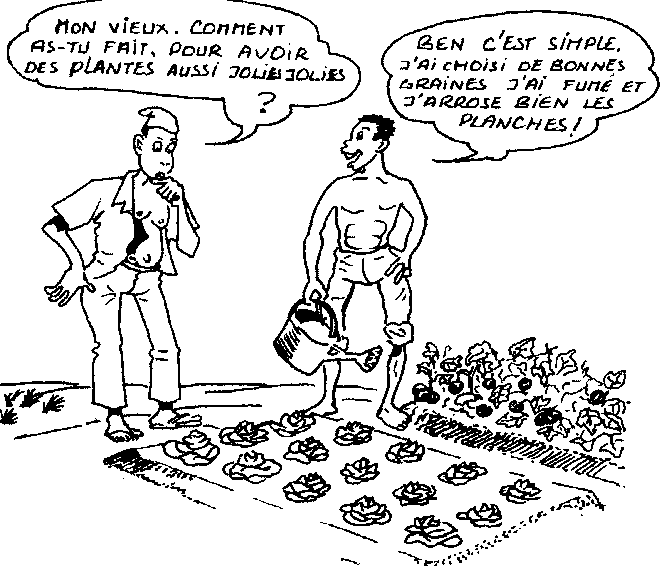 MON VIEUX. COMMENT
AS-TU FAIT, POUR AVOIR
DES PLANTES AUSSI JOLIES JOLIES
?
BEN C'EST SIMPLE.
J'AI CHOISI DE BONNES
GRAINES J'AI FUMÉ ET
J'ARROSE BIEN LES
PLANCHES!